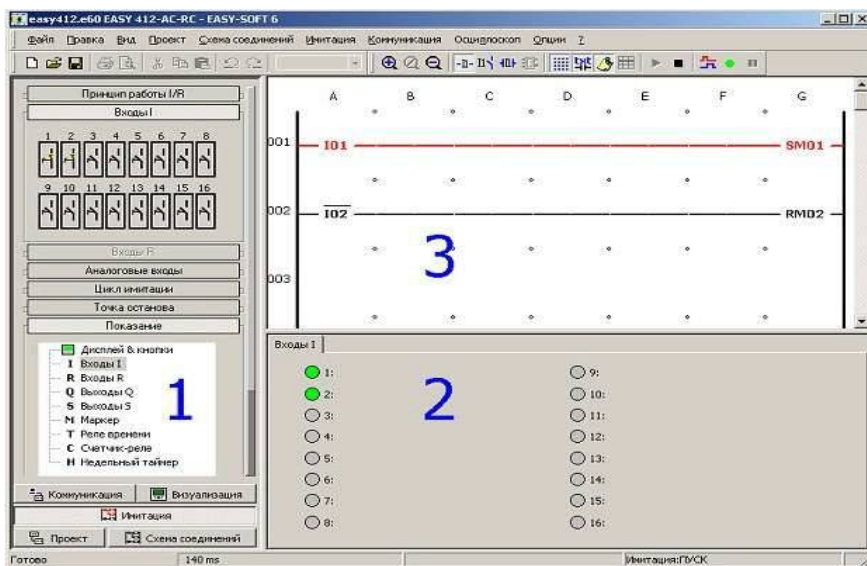 easy412.e60 EASY 412-AC-RC - EASY-SOFT 6
Файл Правка Вид Проект Схема соединений Имитация Коммуникация Осциллоскоп Опции ?
Принцип работы I/R
Входы I
1 2 3 4 5 6 7 8
9 10 11 12 13 14 15 16
Входы R
Аналоговые входы
Цикл имитации
Точка останова
Показание
Дисплей & кнопки
I Входы I
R Входы R
Q Выходы Q
S Выходы S
M Маркер
T Реле времени
C Счетчик-реле
H Недельный таймер
1
Коммуникация Визуализация
Имитация
Проект Схема соединений
A B C D E F G
001 I01 SM01
002 I02 RM02
003
3
Входы I
1: 9:
2: 10:
3: 11:
4: 12:
5: 13:
6: 14:
7: 15:
8: 16:
2
Готово 140 ms Имитация:ПУСК